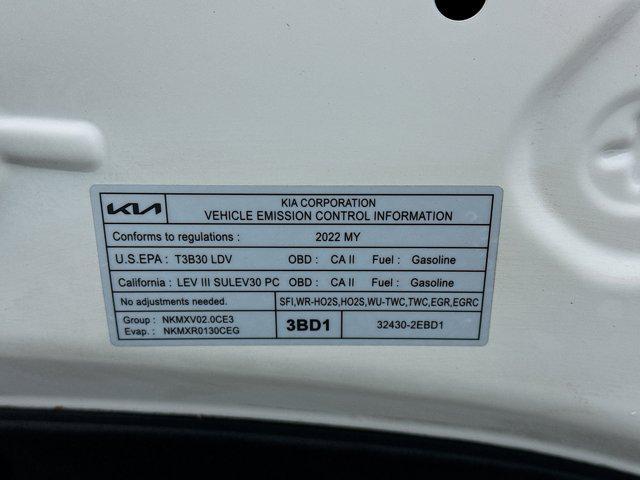 KIA
KIA CORPORATION
VEHICLE EMISSION CONTROL INFORMATION
Conforms to regulations : 2022 MY
U.S.EPA : T3B30 LDV OBD : CA II Fuel : Gasoline
California : LEV III SULEV30 PC OBD : CA II Fuel : Gasoline
No adjustments needed. SFI,WR-HO2S,HO2S,WU-TWC,TWC,EGR,EGRC
Group : NKMXV02.0CE3
Evap. : NKMXR0130CEG
3BD1 32430-2EBD1